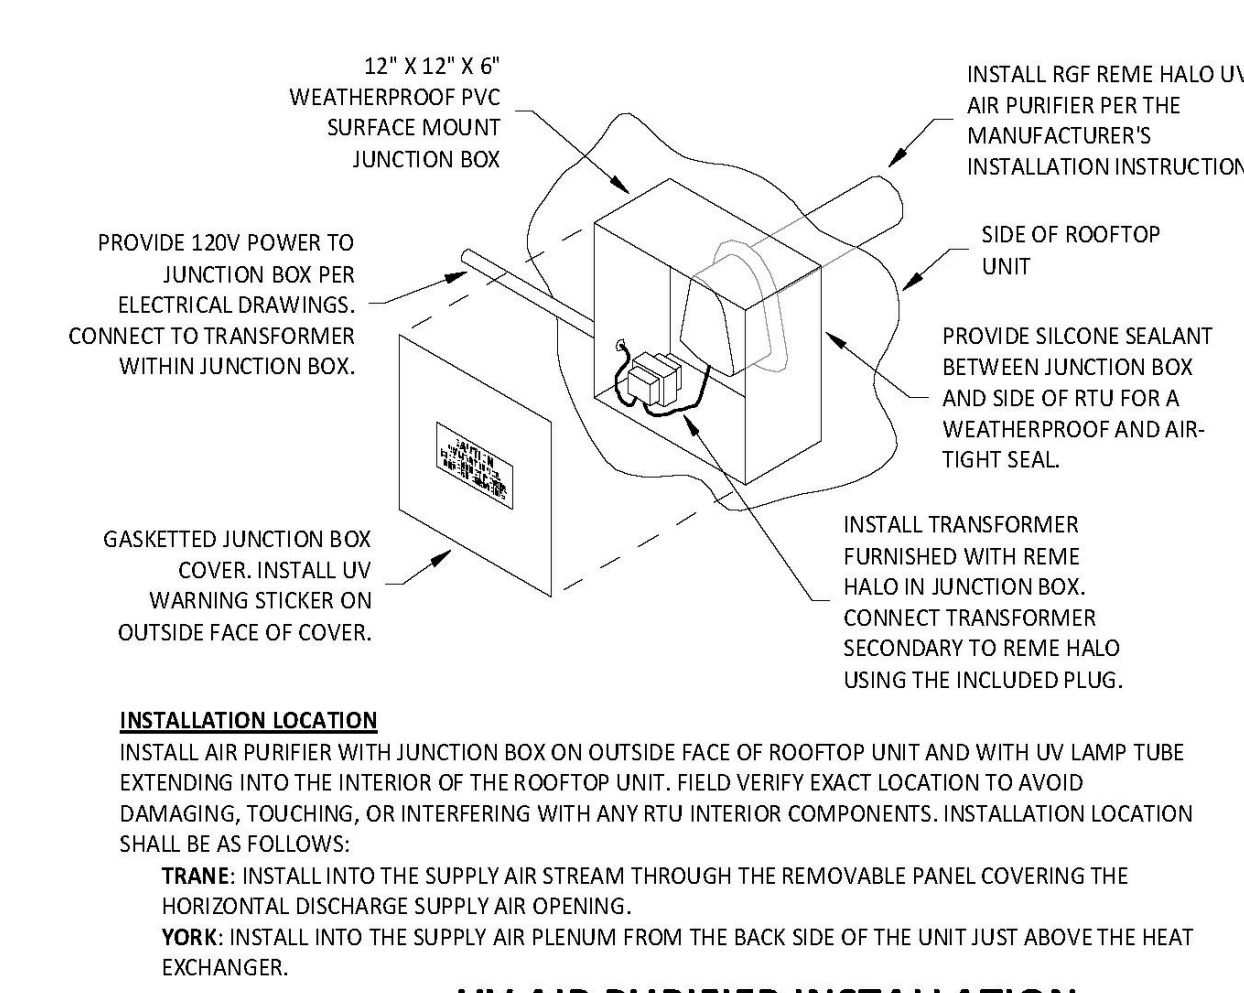 12" X 12" X 6"
WEATHERPROOF PVC
SURFACE MOUNT
JUNCTION BOX
INSTALL RGF REME HALO UV
AIR PURIFIER PER THE
MANUFACTURER'S
INSTALLATION INSTRUCTION
PROVIDE 120V POWER TO
JUNCTION BOX PER
ELECTRICAL DRAWINGS.
CONNECT TO TRANSFORMER
WITHIN JUNCTION BOX.
SIDE OF ROOFTOP
UNIT
PROVIDE SILCONE SEALANT
BETWEEN JUNCTION BOX
AND SIDE OF RTU FOR A
WEATHERPROOF AND AIR-
TIGHT SEAL.
CAUTION
GASKETTED JUNCTION BOX
COVER. INSTALL UV
WARNING STICKER ON
OUTSIDE FACE OF COVER.
INSTALL TRANSFORMER
FURNISHED WITH REME
HALO IN JUNCTION BOX.
CONNECT TRANSFORMER
SECONDARY TO REME HALO
USING THE INCLUDED PLUG.
INSTALLATION LOCATION
INSTALL AIR PURIFIER WITH JUNCTION BOX ON OUTSIDE FACE OF ROOFTOP UNIT AND WITH UV LAMP TUBE
EXTENDING INTO THE INTERIOR OF THE ROOFTOP UNIT. FIELD VERIFY EXACT LOCATION TO AVOID
DAMAGING, TOUCHING, OR INTERFERING WITH ANY RTU INTERIOR COMPONENTS. INSTALLATION LOCATION
SHALL BE AS FOLLOWS:
TRANE: INSTALL INTO THE SUPPLY AIR STREAM THROUGH THE REMOVABLE PANEL COVERING THE
HORIZONTAL DISCHARGE SUPPLY AIR OPENING.
YORK: INSTALL INTO THE SUPPLY AIR PLENUM FROM THE BACK SIDE OF THE UNIT JUST ABOVE THE HEAT
EXCHANGER.
UV AIR PURIFIER INSTALLATION